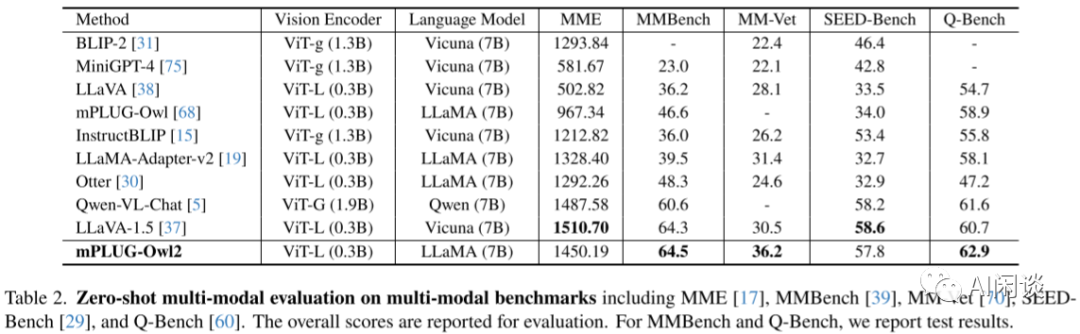 Method Vision Encoder Language Model MME MMBench MM-Vet SEED-Bench Q-Bench
BLIP-2 [31] ViT-g (1.3B) Vicuna (7B) 1293.84 - 22.4 46.4 -
MiniGPT-4 [75] ViT-g (1.3B) Vicuna (7B) 581.67 23.0 22.1 42.8 -
LLaVA [38] ViT-L (0.3B) Vicuna (7B) 502.82 36.2 28.1 33.5 54.7
mPLUG-Owl [68] ViT-L (0.3B) LLaMA (7B) 967.34 46.6 - 34.0 58.9
InstructBLIP [15] ViT-g (1.3B) Vicuna (7B) 1212.82 36.0 26.2 53.4 55.8
LLaMA-Adapter-v2 [19] ViT-L (0.3B) LLaMA (7B) 1328.40 39.5 31.4 32.7 58.1
Otter [30] ViT-L (0.3B) LLaMA (7B) 1292.26 48.3 24.6 32.9 47.2
Qwen-VL-Chat [5] ViT-G (1.9B) Qwen (7B) 1487.58 60.6 - 58.2 61.6
LLaVA-1.5 [37] ViT-L (0.3B) Vicuna (7B) 1510.70 64.3 30.5 58.6 60.7
mPLUG-Owl2 ViT-L (0.3B) LLaMA (7B) 1450.19 64.5 36.2 57.8 62.9
Table 2. Zero-shot multi-modal evaluation on multi-modal benchmarks including MME [17], MMBench [39], MM-Vet [70], SEED-
Bench [29], and Q-Bench [60]. The overall scores are reported for evaluation. For MMBench and Q-Bench, we report test results.
AI闲谈